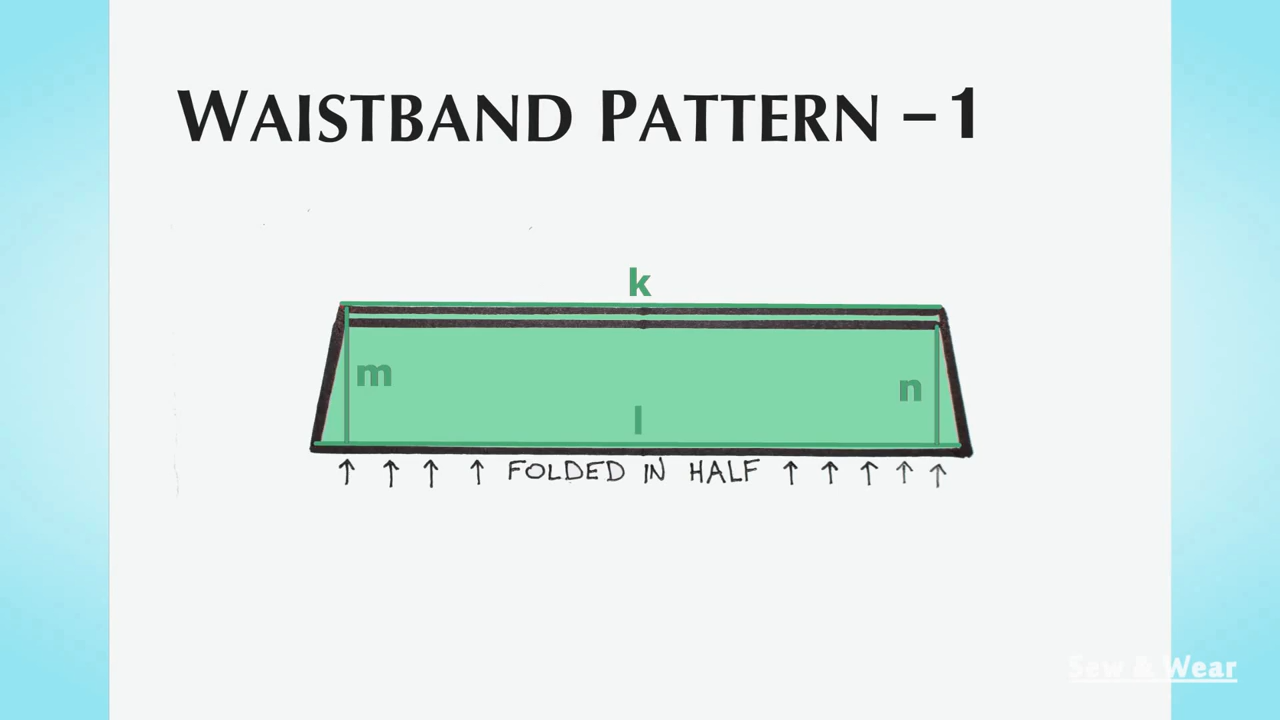 WAISTBAND PATTERN – 1
k
m
n
l
↑ ↑ ↑ ↑ FOLDED IN HALF ↑ ↑ ↑ ↑ ↑
Sew & Wear